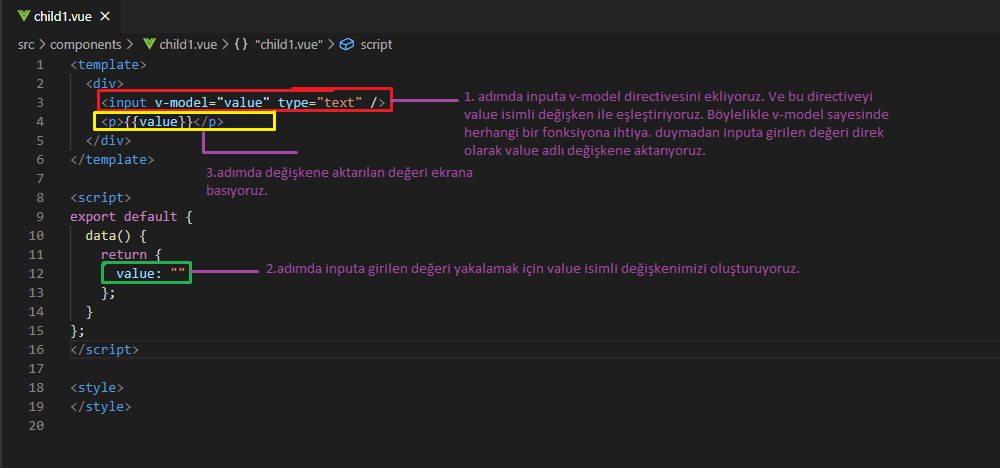 child1.vue ×
src > components > child1.vue > {} "child1.vue" > script
1 <template>
2 <div>
3 <input v-model="value" type="text" />
4 <p>{{value}}</p>
5 </div>
6 </template>
7
8 <script>
9 export default {
10 data() {
11 return {
12 value: ""
13 };
14 }
15 };
16 </script>
17
18 <style>
19 </style>
20
1. adımda inputa v-model directivesini ekliyoruz. Ve bu directiveyi
value isimli değişken ile eşleştiriyoruz. Böylelikle v-model sayesinde
herhangi bir fonksiyona ihtiya. duymadan inputa girilen değeri direk
olarak value adlı değişkene aktarıyoruz.
3.adımda değişkene aktarılan değeri ekrana
basıyoruz.
2.adımda inputa girilen değeri yakalamak için value isimli değişkenimizi oluşturuyoruz.